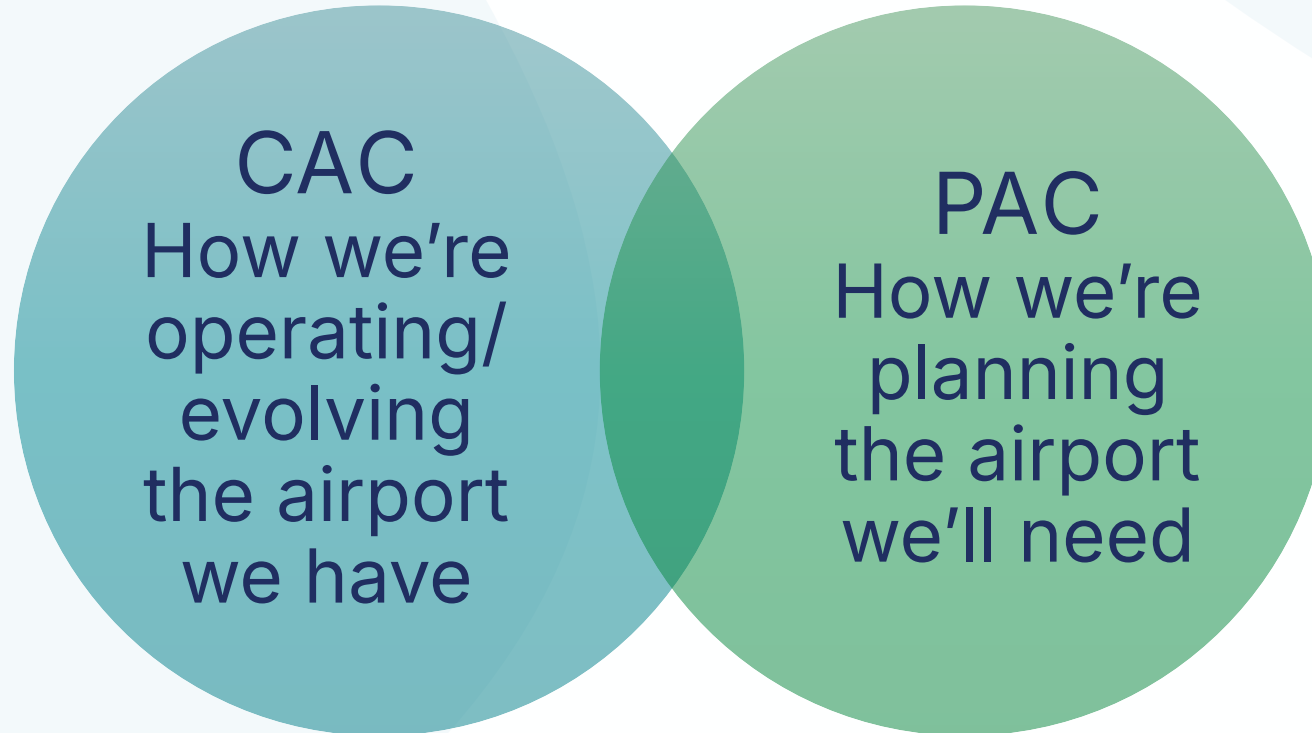 CAC
How we’re
operating/
evolving
the airport
we have
PAC
How we’re
planning
the airport
we’ll need